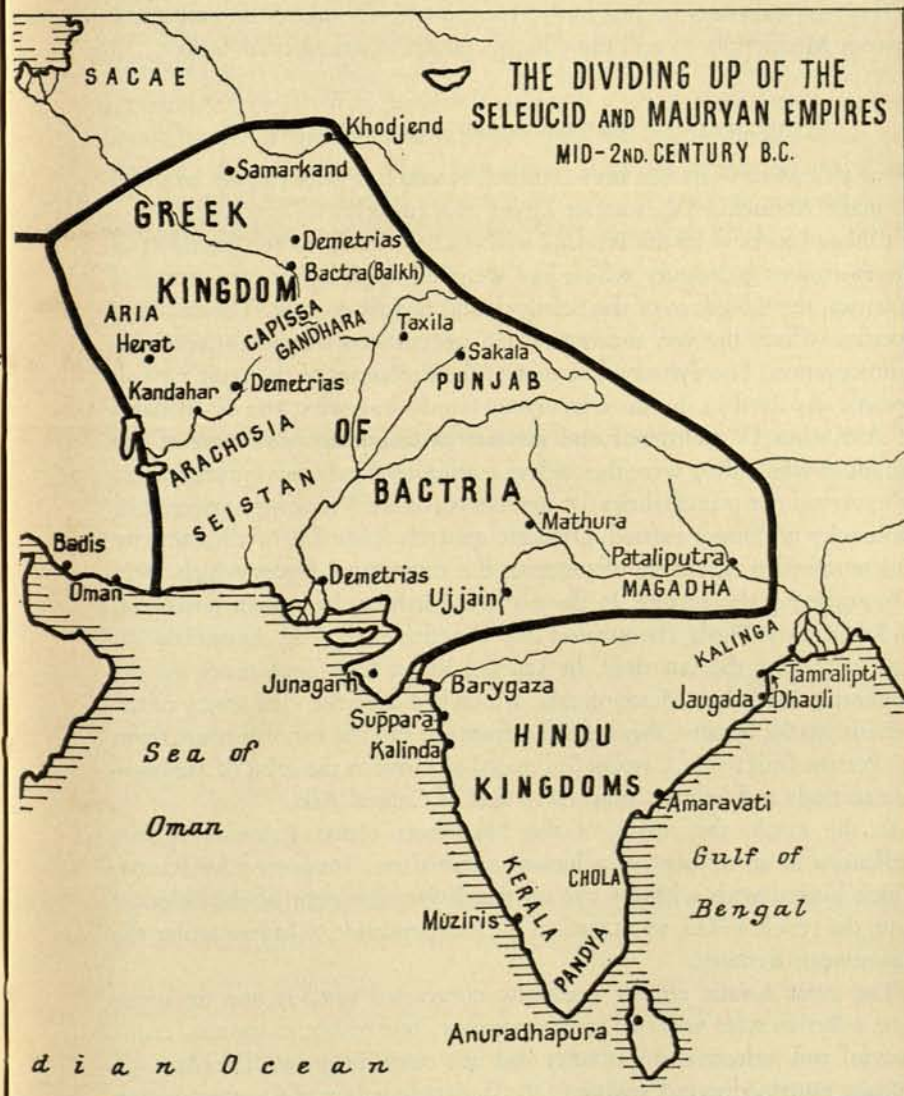 THE DIVIDING UP OF THE
SELEUCID AND MAURYAN EMPIRES
MID-2ND. CENTURY B.C.
SACAE
Khodjend
Samarkand
GREEK
Demetrias
Bactra (Balkh)
KINGDOM
ARIA
CAPISSA
GANDHARA
Taxila
Herat
Sakala
Kandahar
Demetrias
PUNJAB
ARACHOSIA
OF
SEISTAN
BACTRIA
Mathura
Badis
Pataliputra
Oman
Demetrias
Ujjain
MAGADHA
KALINGA
Junagarh
Barygaza
Tamralipti
Jaugada
Dhauli
Suppara
Kalinda
HINDU
KINGDOMS
Sea of
Oman
Amaravati
Gulf of
Bengal
KERALA
CHOLA
Muziris
PANDYA
Anuradhapura
dian Ocean